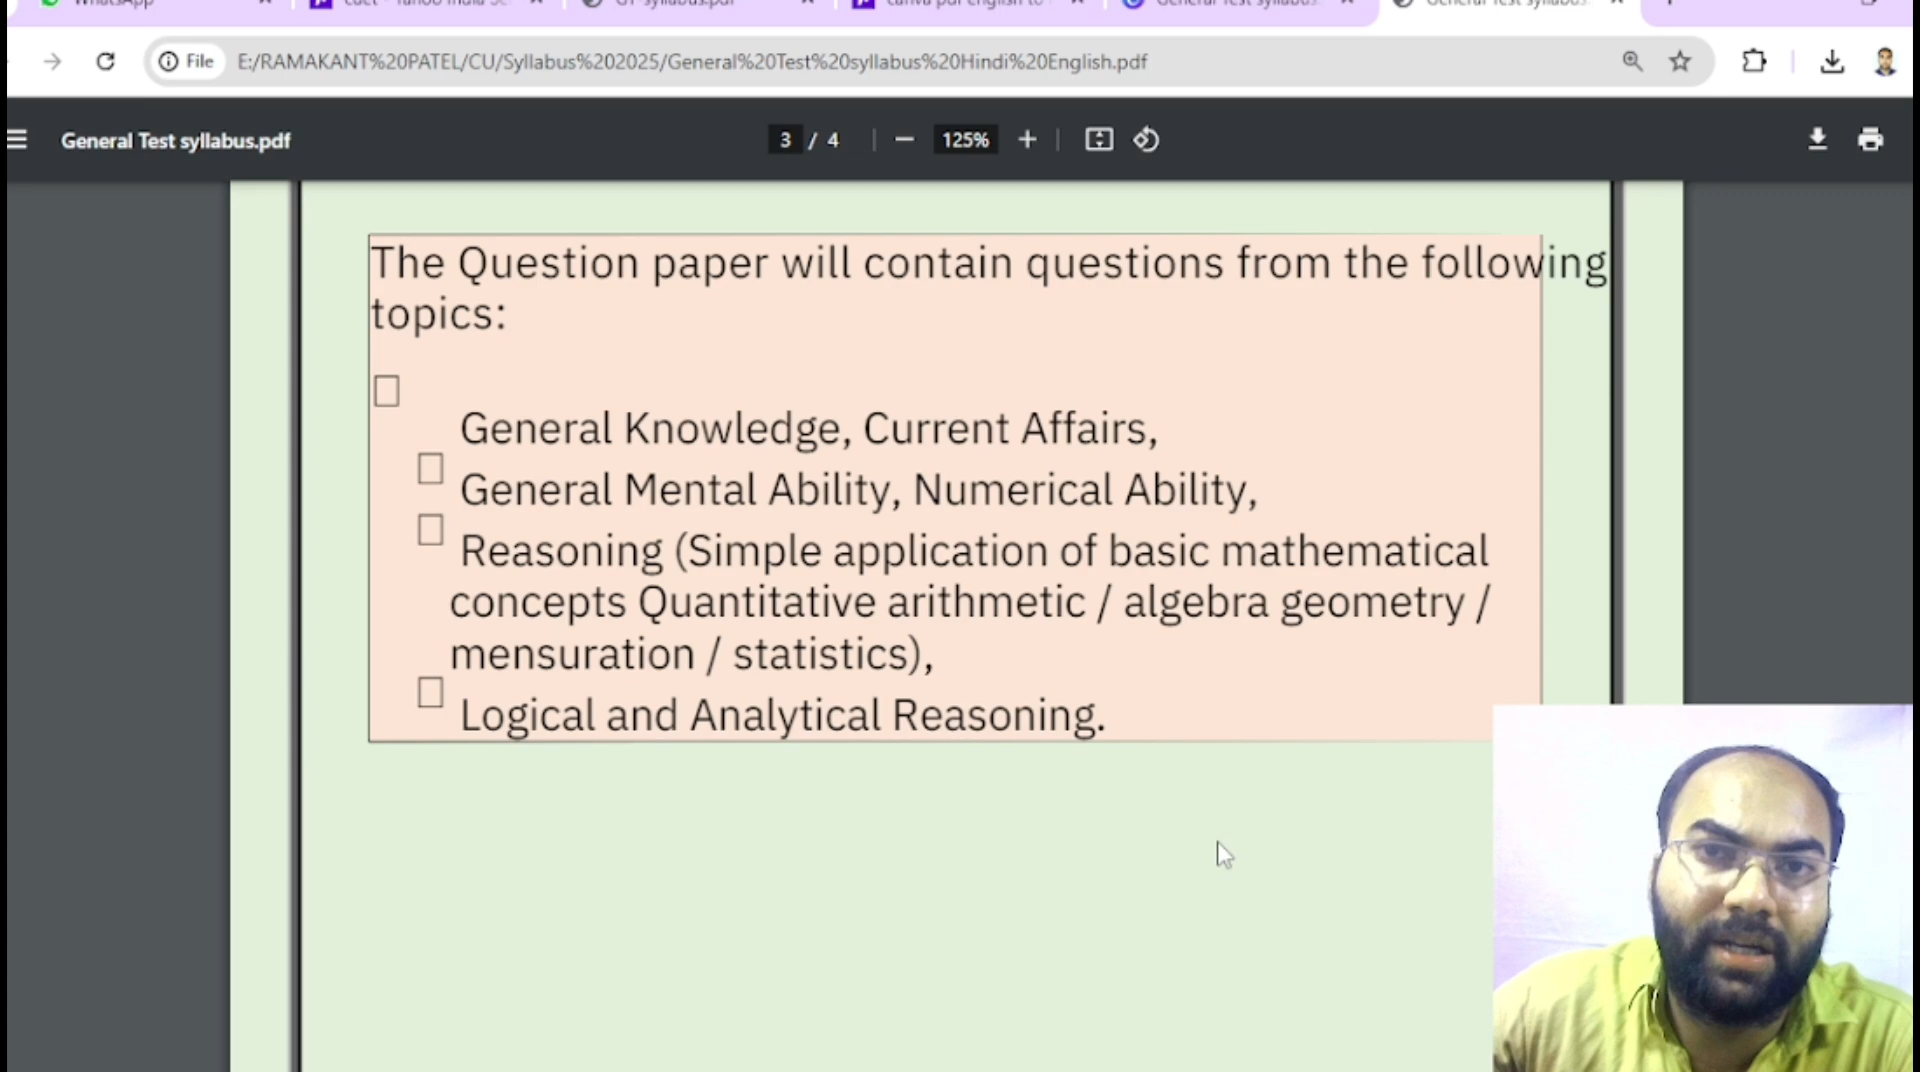 WhatsApp
File
E:/RAMAKANT%20PATEL/CU/Syllabus%202025/General%20Test%20syllabus%20Hindi%20English.pdf
General Test syllabus.pdf
3 / 4
125%
The Question paper will contain questions from the following
topics:
General Knowledge, Current Affairs,
General Mental Ability, Numerical Ability,
Reasoning (Simple application of basic mathematical
concepts Quantitative arithmetic / algebra geometry /
mensuration / statistics),
Logical and Analytical Reasoning.